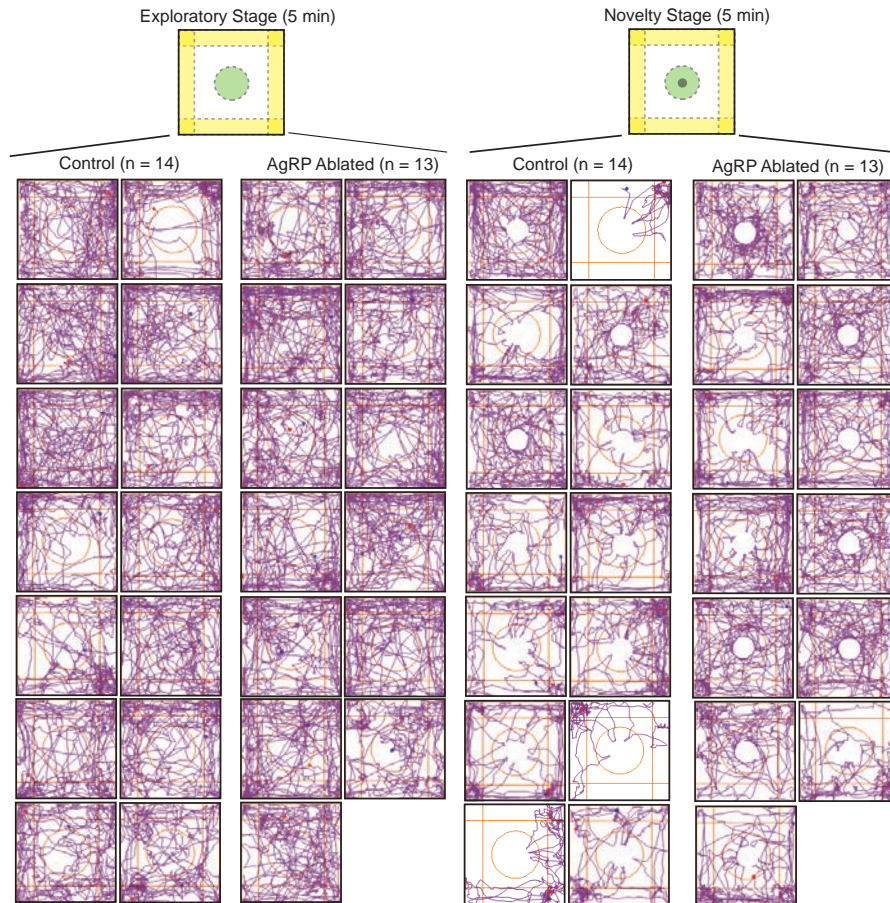 Exploratory Stage (5 min)
Novelty Stage (5 min)
Control (n = 14)
AgRP Ablated (n = 13)
Control (n = 14)
AgRP Ablated (n = 13)